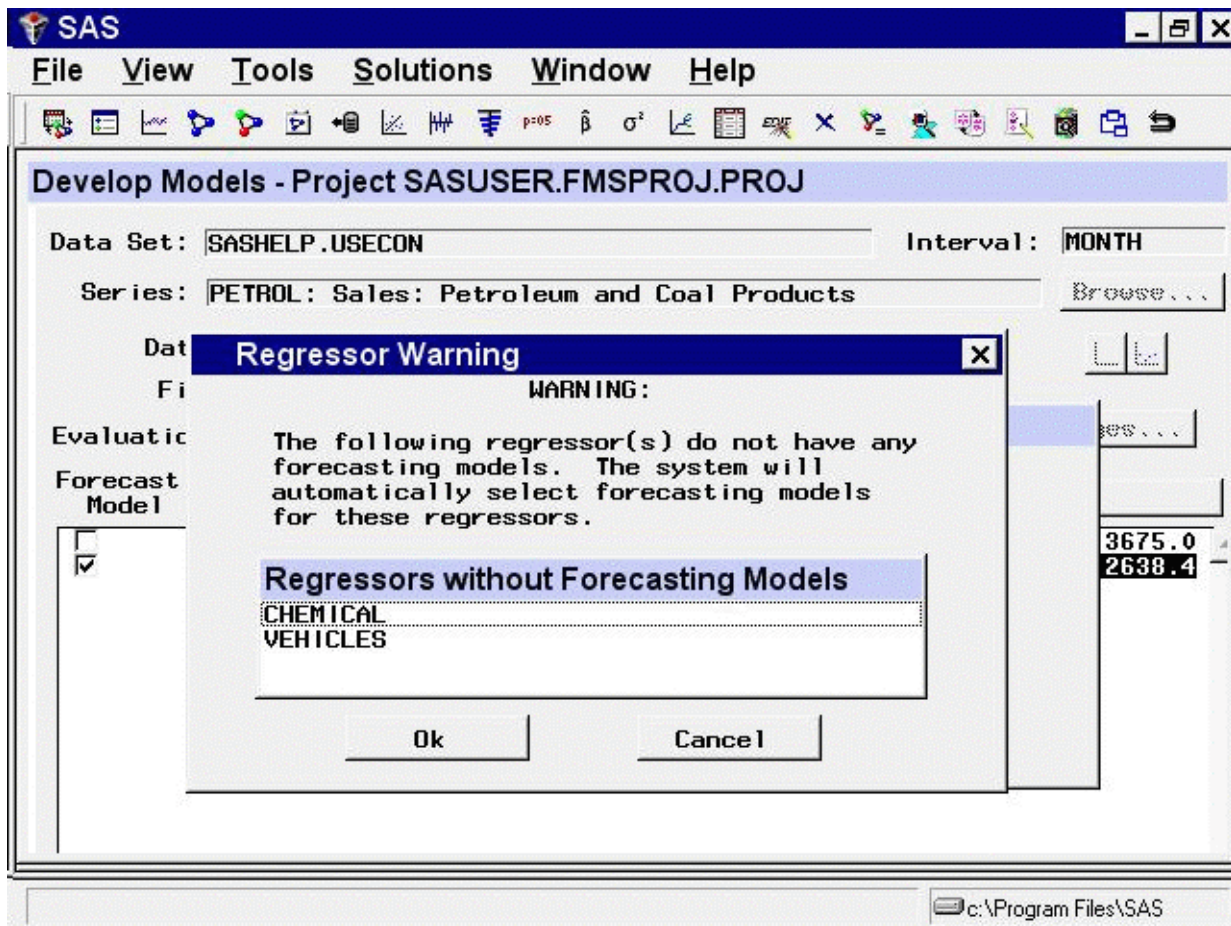 SAS
File View Tools Solutions Window Help
Develop Models - Project SASUSER.FMSPROJ.PROJ
Data Set: SASHELP.USECON Interval: MONTH
Series: PETROL: Sales: Petroleum and Coal Products Browse...
Dat
Fi
Evaluatic
Forecast
Model
3675.0
2638.4
Regressor Warning
WARNING:
The following regressor(s) do not have any
forecasting models. The system will
automatically select forecasting models
for these regressors.
Regressors without Forecasting Models
CHEMICAL
VEHICLES
Ok Cancel
c:\Program Files\SAS